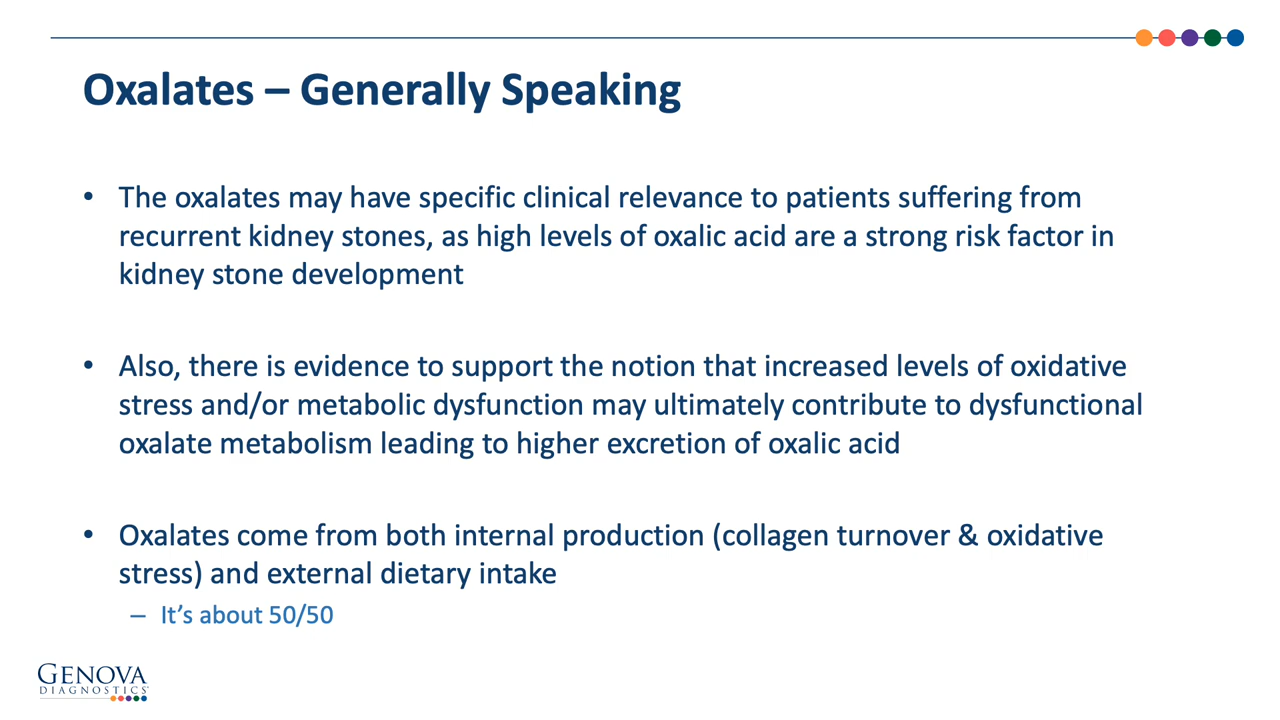 Oxalates – Generally Speaking
• The oxalates may have specific clinical relevance to patients suffering from
recurrent kidney stones, as high levels of oxalic acid are a strong risk factor in
kidney stone development
• Also, there is evidence to support the notion that increased levels of oxidative
stress and/or metabolic dysfunction may ultimately contribute to dysfunctional
oxalate metabolism leading to higher excretion of oxalic acid
• Oxalates come from both internal production (collagen turnover & oxidative
stress) and external dietary intake
– It’s about 50/50
GENOVA
DIAGNOSTICS